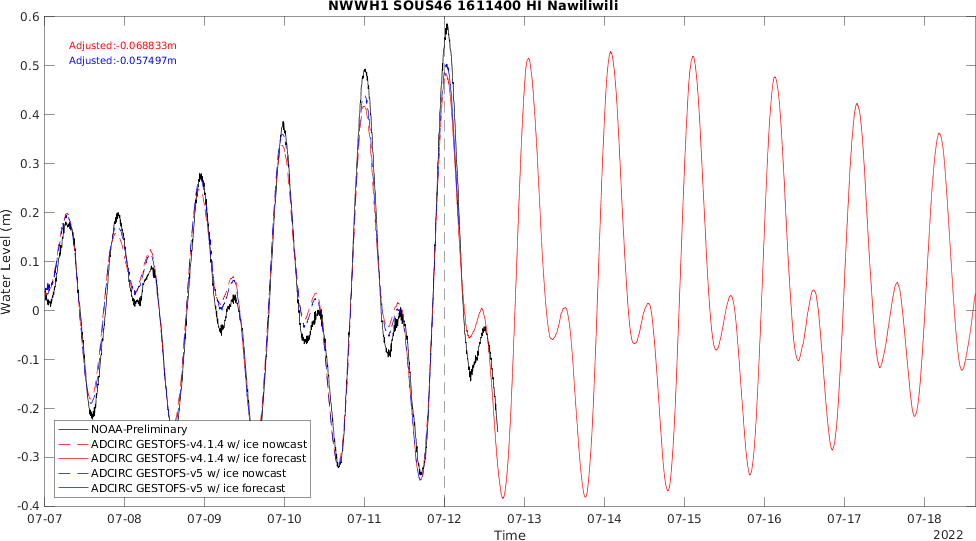 NWWH1 SOUS46 1611400 HI Nawiliwili
0.6
Adjusted:-0.068833m
Adjusted:-0.057497m
0.5
0.4
0.3
0.2
0.1
0
-0.1
-0.2
-0.3
-0.4
Water Level (m)
NOAA-Preliminary
ADCIRC GESTOFS-v4.1.4 w/ ice nowcast
ADCIRC GESTOFS-v4.1.4 w/ ice forecast
ADCIRC GESTOFS-v5 w/ ice nowcast
ADCIRC GESTOFS-v5 w/ ice forecast
07-07 07-08 07-09 07-10 07-11 07-12 07-13 07-14 07-15 07-16 07-17 07-18
Time
2022